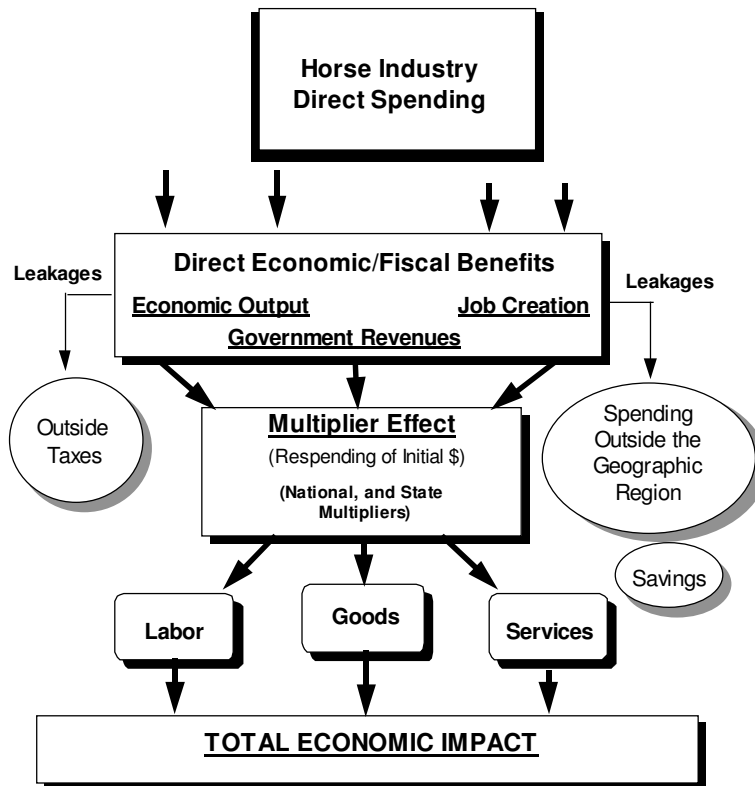 Horse Industry
Direct Spending
Direct Economic/Fiscal Benefits
Leakages
Leakages
Economic Output
Job Creation
Government Revenues
Outside
Taxes
Multiplier Effect
(Respending of Initial $)
(National, and State
Multipliers)
Spending
Outside the
Geographic
Region
Savings
Labor
Goods
Services
TOTAL ECONOMIC IMPACT